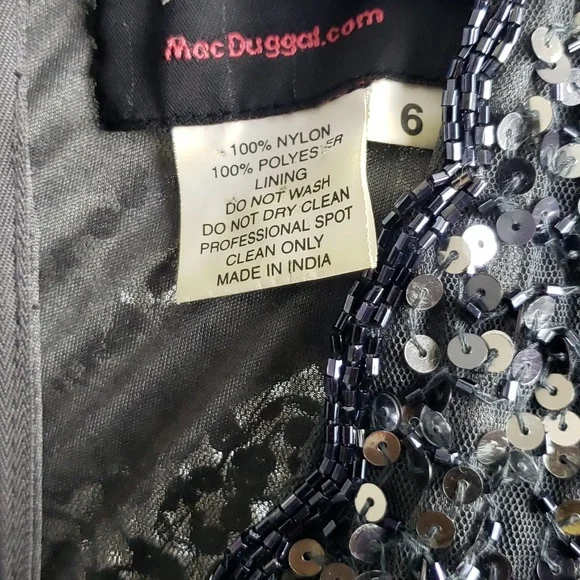 MacDuggal.com
6
100% NYLON
100% POLYESTER
LINING
DO NOT WASH
DO NOT DRY CLEAN
PROFESSIONAL SPOT
CLEAN ONLY
MADE IN INDIA